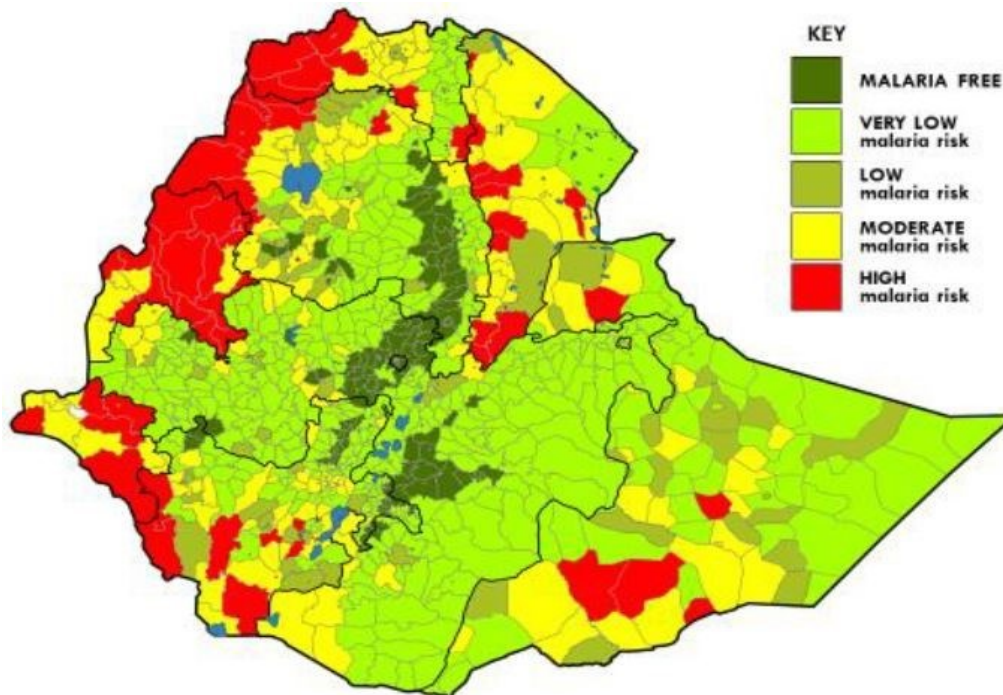 KEY
MALARIA FREE
VERY LOW
malaria risk
LOW
malaria risk
MODERATE
malaria risk
HIGH
malaria risk